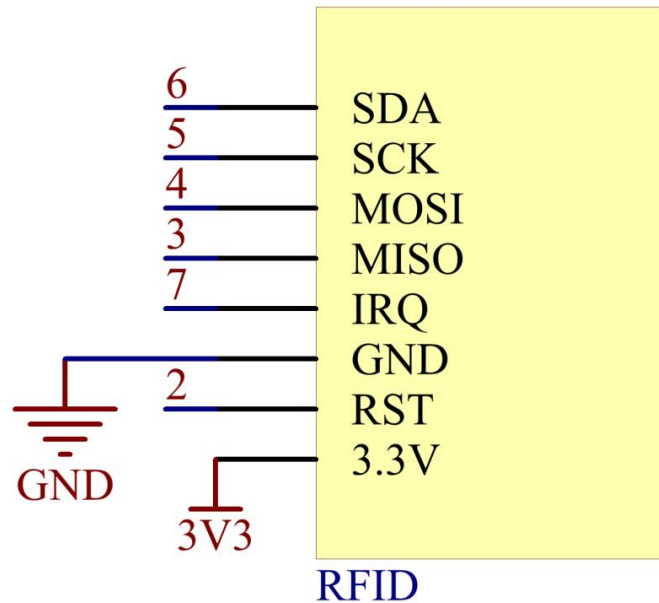 6 SDA
5 SCK
4 MOSI
3 MISO
7 IRQ
GND
2 RST
3.3V
GND
3V3
RFID